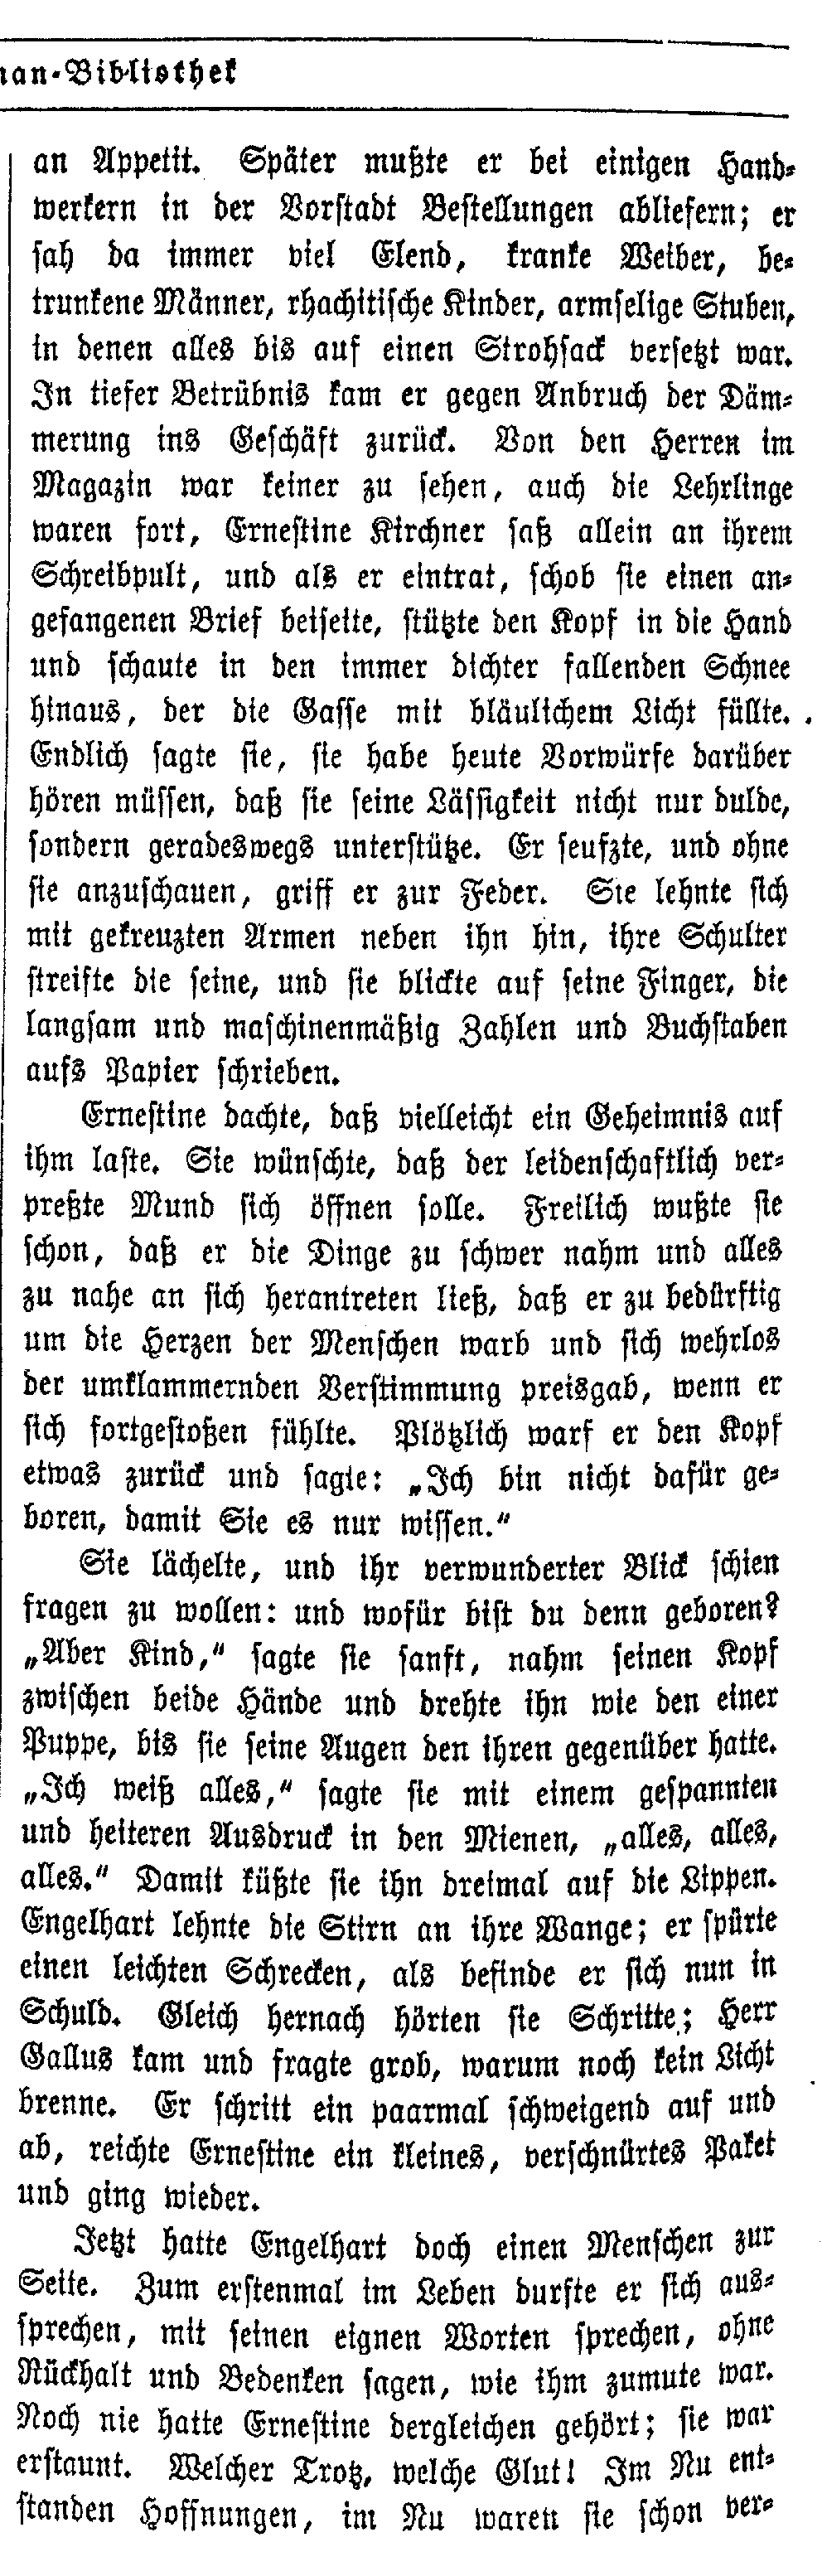 nan-Bibliothek
an Appetit. Später mußte er bei einigen Hand-
werkern in der Vorstadt Bestellungen abliefern; er
sah da immer viel Elend, kranke Weiber, be-
trunkene Männer, rhachitische Kinder, armselige Stuben,
in denen alles bis auf einen Strohsack versetzt war.
In tiefer Betrübnis kam er gegen Anbruch der Däm-
merung ins Geschäft zurück. Von den Herren im
Magazin war keiner zu sehen, auch die Lehrlinge
waren fort, Ernestine Kirchner saß allein an ihrem
Schreibpult, und als er eintrat, schob sie einen an-
gefangenen Brief beiseite, stützte den Kopf in die Hand
und schaute in den immer dichter fallenden Schnee
hinaus, der die Gasse mit bläulichem Licht füllte.
Endlich sagte sie, sie habe heute Vorwürfe darüber
hören müssen, daß sie seine Lässigkeit nicht nur dulde,
sondern geradeswegs unterstütze. Er seufzte, und ohne
sie anzuschauen, griff er zur Feder. Sie lehnte sich
mit gekreuzten Armen neben ihn hin, ihre Schulter
streifte die seine, und sie blickte auf seine Finger, die
langsam und maschinenmäßig Zahlen und Buchstaben
aufs Papier schrieben.
Ernestine dachte, daß vielleicht ein Geheimnis auf
ihm laste. Sie wünschte, daß der leidenschaftlich ver-
preßte Mund sich öffnen solle. Freilich wußte sie
schon, daß er die Dinge zu schwer nahm und alles
zu nahe an sich herantreten ließ, daß er zu bedürftig
um die Herzen der Menschen warb und sich wehrlos
der umklammernden Verstimmung preisgab, wenn er
sich fortgestoßen fühlte. Plötzlich warf er den Kopf
etwas zurück und sagte: „Ich bin nicht dafür ge-
boren, damit Sie es nur wissen.“
Sie lächelte, und ihr verwunderter Blick schien
fragen zu wollen: und wofür bist du denn geboren?
„Aber Kind,“ sagte sie sanft, nahm seinen Kopf
zwischen beide Hände und drehte ihn wie den einer
Puppe, bis sie seine Augen den ihren gegenüber hatte.
„Ich weiß alles,“ sagte sie mit einem gespannten
und heiteren Ausdruck in den Mienen, „alles, alles,
alles.“ Damit küßte sie ihn dreimal auf die Lippen.
Engelhart lehnte die Stirn an ihre Wange; er spürte
einen leichten Schrecken, als befinde er sich nun in
Schuld. Gleich hernach hörten sie Schritte; Herr
Gallus kam und fragte grob, warum noch kein Licht
brenne. Er schritt ein paarmal schweigend auf und
ab, reichte Ernestine ein kleines, verschnürtes Paket
und ging wieder.
Jetzt hatte Engelhart doch einen Menschen zur
Seite. Zum erstenmal im Leben durfte er sich aus-
sprechen, mit seinen eignen Worten sprechen, ohne
Rückhalt und Bedenken sagen, wie ihm zumute war.
Noch nie hatte Ernestine dergleichen gehört; sie war
erstaunt. Welcher Trotz, welche Glut! Im Nu ent-
standen Hoffnungen, im Nu waren sie schon ver-